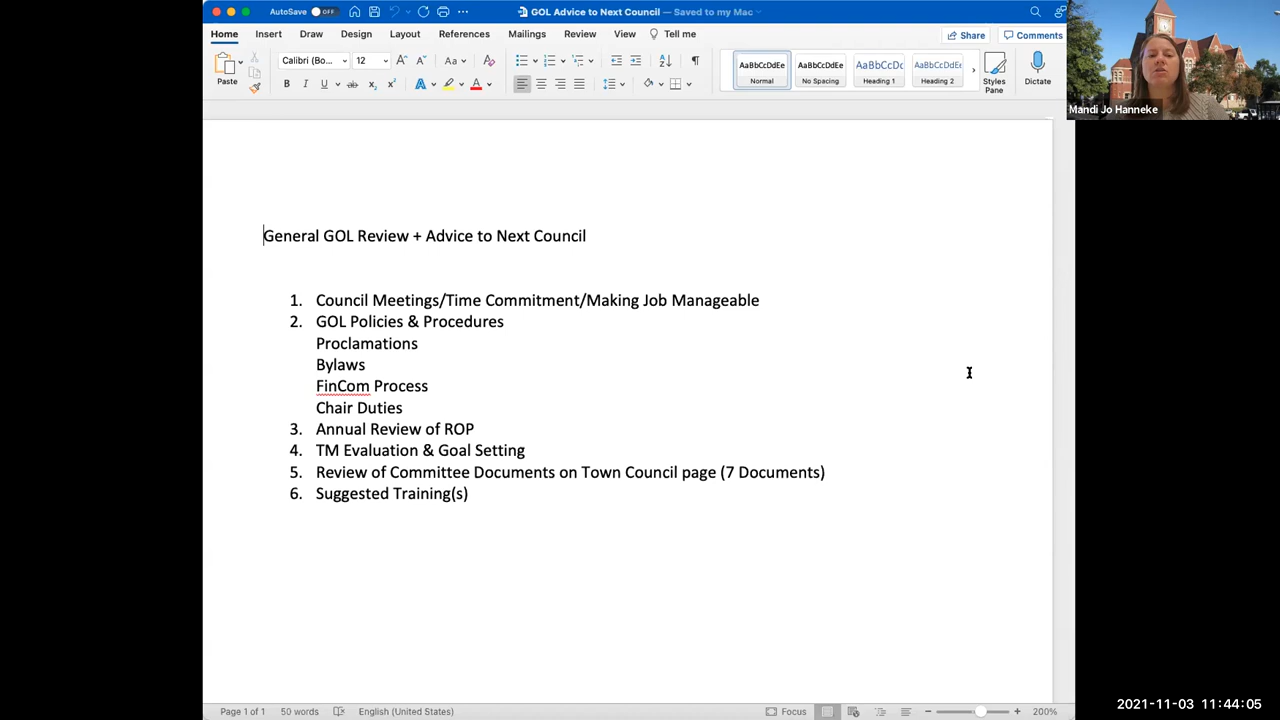 AutoSave OFF
GOL Advice to Next Council — Saved to my Mac
Home Insert Draw Design Layout References Mailings Review View Tell me
Share Comments
Paste
Calibri (Bo... 12
AaBbCcDdEe AaBbCcDdEe AaBbCcDc AaBbCcDdEe
Normal No Spacing Heading 1 Heading 2
Styles Pane
Dictate
Mandi Jo Hanneke
General GOL Review + Advice to Next Council
1. Council Meetings/Time Commitment/Making Job Manageable
2. GOL Policies & Procedures
Proclamations
Bylaws
FinCom Process
Chair Duties
3. Annual Review of ROP
4. TM Evaluation & Goal Setting
5. Review of Committee Documents on Town Council page (7 Documents)
6. Suggested Training(s)
Page 1 of 1 50 words English (United States) Focus 200%
2021-11-03 11:44:05